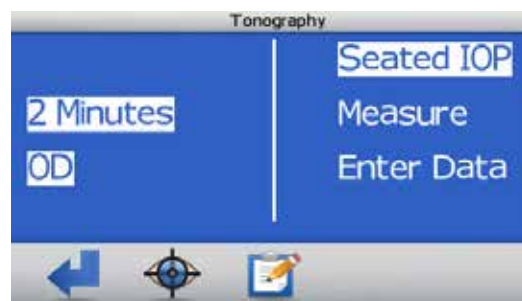 Tonography
2 Minutes
OD
Seated IOP
Measure
Enter Data